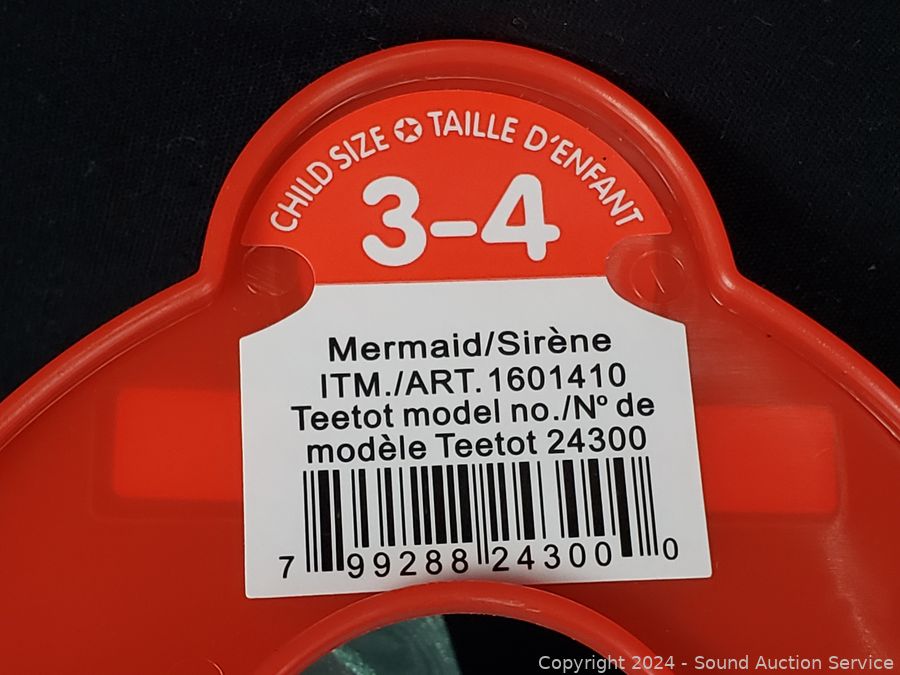 CHILD SIZE ✪ TAILLE D'ENFANT
3-4
Mermaid/Sirène
ITM./ART. 1601410
Teetot model no./Nº de
modèle Teetot 24300
7 99288 24300 0
Copyright 2024 - Sound Auction Service